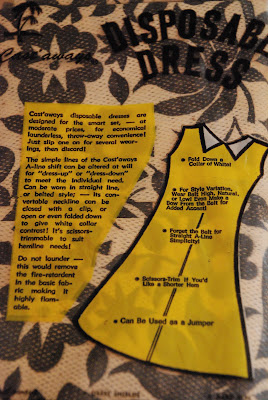 DISPOSABLE
DRESS
Cast'aways
Cast'aways disposable dresses are
designed for the smart set, — at
moderate prices, for economical
launderless, throw-away convenience!
Just slip one on for several wear-
ings, then discard!
The simple lines of the Cast'aways
A-line shift can be altered at will
for "dress-up" or "dress-down"
to meet the individual need.
Can be worn in straight line,
or belted style; — Its con-
vertable neckline can be
closed with a clip, or
open or even folded down
to give white collar
contrast! It's scissors-
trimmable to suit
hemline needs!
Do not launder —
this would remove
the fire-retardent
in the basic fab-
ric making it
highly flam-
able.
• Fold Down a
Collar of White!
• For Style Variation,
Wear Belt High, Natural,
or Low! Even Make a
Bow From the Belt for
Added Accent!
• Forget the Belt for
Straight A-Line
Simplicity!
• Scissors-Trim If You'd
Like a Shorter Hem
• Can Be Used as a Jumper